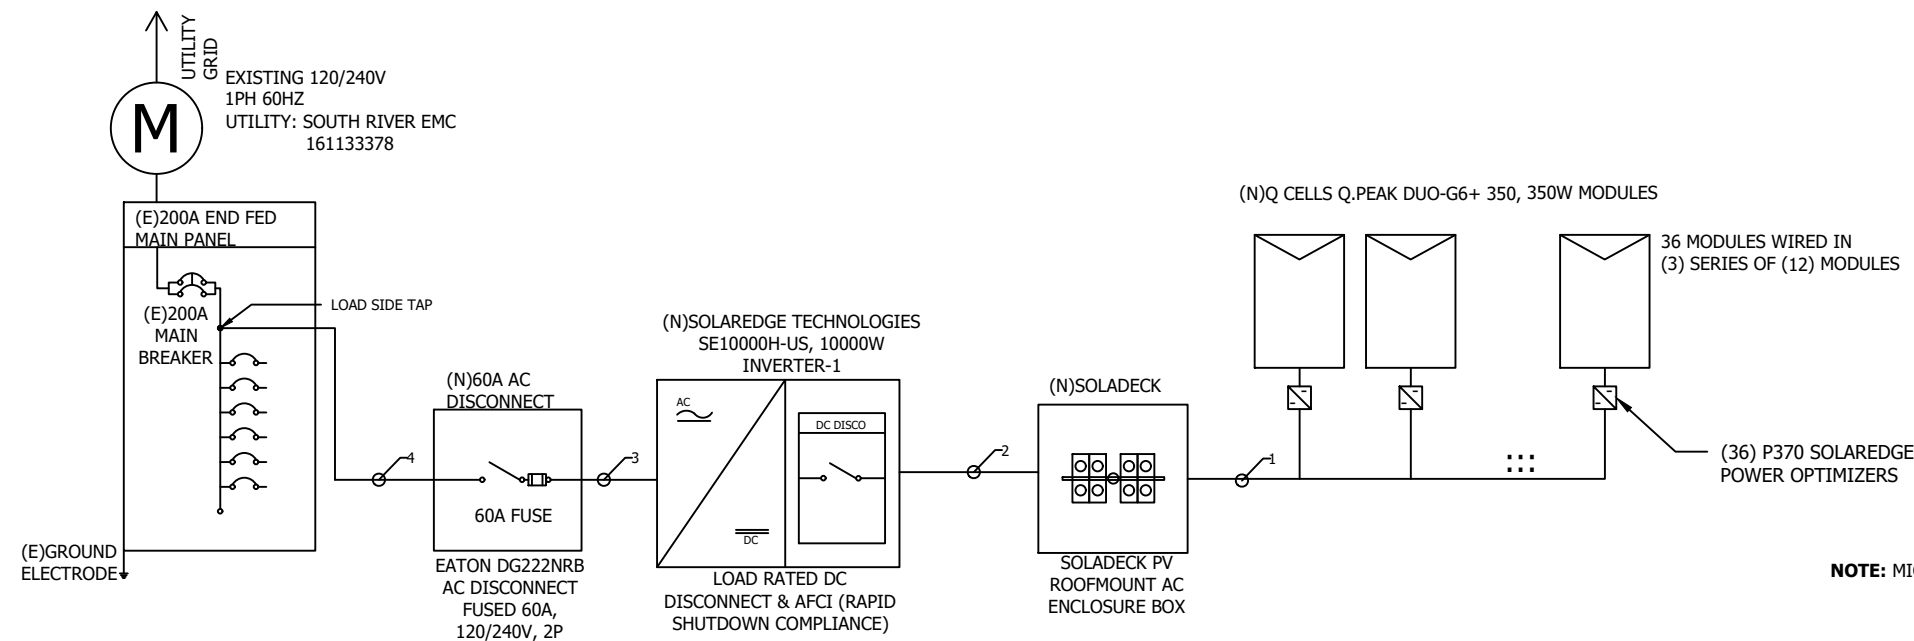 UTILITY
GRID
EXISTING 120/240V
1PH 60HZ
UTILITY: SOUTH RIVER EMC
161133378
M
(E)200A END FED
MAIN PANEL
(E)200A
MAIN
BREAKER
LOAD SIDE TAP
(E)GROUND
ELECTRODE
4
(N)60A AC
DISCONNECT
60A FUSE
EATON DG222NRB
AC DISCONNECT
FUSED 60A,
120/240V, 2P
3
(N)SOLAREDGE TECHNOLOGIES
SE10000H-US, 10000W
INVERTER-1
AC
DC
DC DISCO
LOAD RATED DC
DISCONNECT & AFCI (RAPID
SHUTDOWN COMPLIANCE)
2
(N)SOLADECK
SOLADECK PV
ROOFMOUNT AC
ENCLOSURE BOX
1
(N)Q CELLS Q.PEAK DUO-G6+ 350, 350W MODULES
36 MODULES WIRED IN
(3) SERIES OF (12) MODULES
(36) P370 SOLAREDGE
POWER OPTIMIZERS
NOTE: